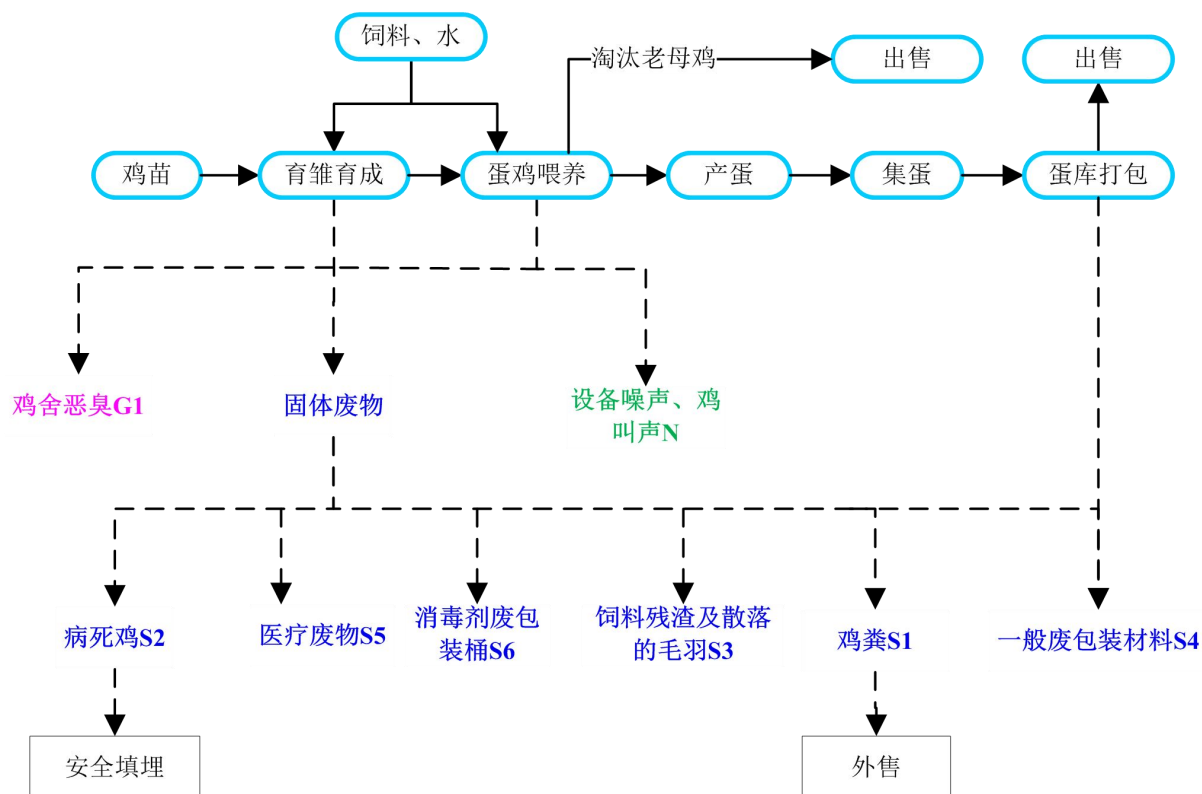 饲料、水
淘汰老母鸡
出售
出售
鸡苗
育雏育成
蛋鸡喂养
产蛋
集蛋
蛋库打包
鸡舍恶臭G1
固体废物
设备噪声、鸡
叫声N
病死鸡S2
医疗废物S5
消毒剂废包
装桶S6
饲料残渣及散落
的毛羽S3
鸡粪S1
一般废包装材料S4
安全填埋
外售